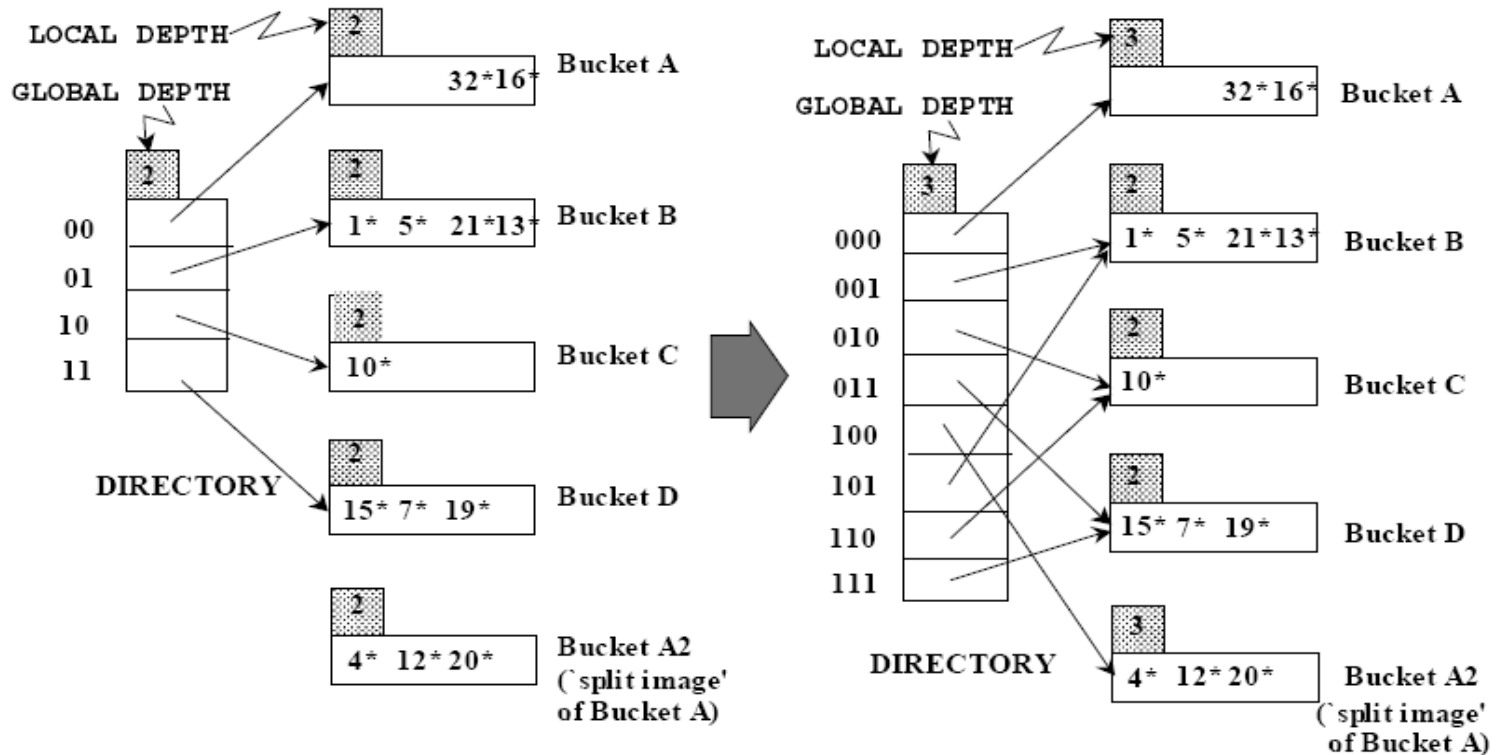 LOCAL DEPTH
2
32*16*
Bucket A
GLOBAL DEPTH
2
00
01
10
11
DIRECTORY
2
1* 5* 21*13*
Bucket B
2
10*
Bucket C
2
15* 7* 19*
Bucket D
2
4* 12*20*
Bucket A2
(`split image'
of Bucket A)
LOCAL DEPTH
3
32*16*
Bucket A
GLOBAL DEPTH
3
000
001
010
011
100
101
110
111
DIRECTORY
2
1* 5* 21*13*
Bucket B
2
10*
Bucket C
2
15* 7* 19*
Bucket D
3
4* 12*20*
Bucket A2
(`split image'
of Bucket A)